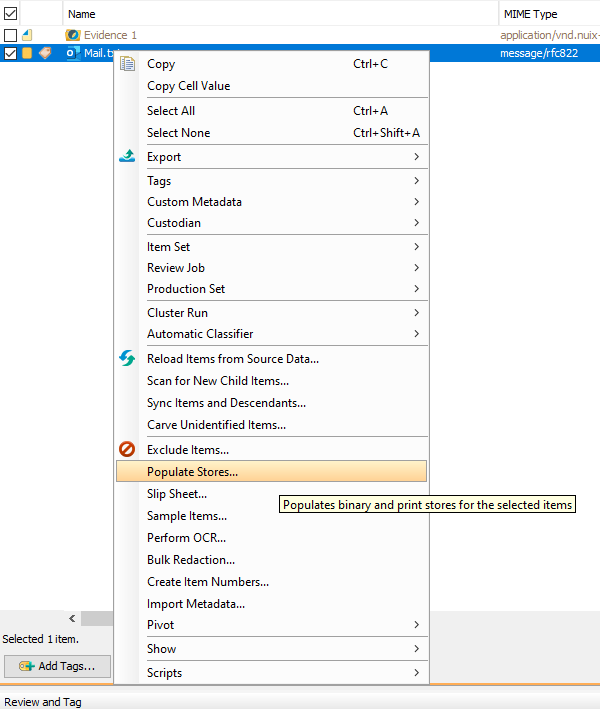 Name MIME Type
Evidence 1 application/vnd.nuix-
Mail.tx message/rfc822
Copy Ctrl+C
Copy Cell Value
Select All Ctrl+A
Select None Ctrl+Shift+A
Export
Tags
Custom Metadata
Custodian
Item Set
Review Job
Production Set
Cluster Run
Automatic Classifier
Reload Items from Source Data...
Scan for New Child Items...
Sync Items and Descendants...
Carve Unidentified Items...
Exclude Items...
Populate Stores...
Slip Sheet...
Populates binary and print stores for the selected items
Sample Items...
Perform OCR...
Bulk Redaction...
Create Item Numbers...
Import Metadata...
Pivot
Selected 1 item.
Show
Add Tags...
Scripts
Review and Tag